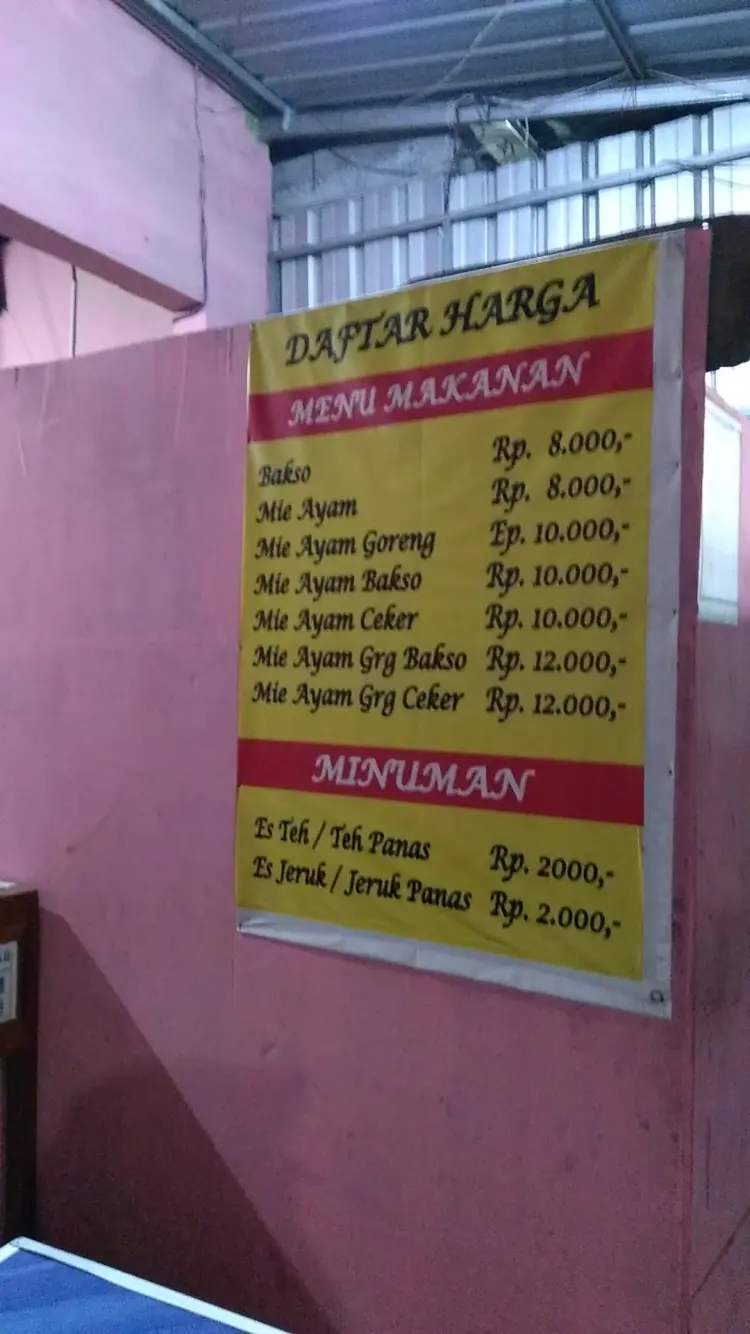 DAFTAR HARGA
MENU MAKANAN
Bakso Rp. 8.000,-
Mie Ayam Rp. 8.000,-
Mie Ayam Goreng Ep. 10.000,-
Mie Ayam Bakso Rp. 10.000,-
Mie Ayam Ceker Rp. 10.000,-
Mie Ayam Grg Bakso Rp. 12.000,-
Mie Ayam Grg Ceker Rp. 12.000,-
MINUMAN
Es Teh / Teh Panas Rp. 2000,-
Es Jeruk / Jeruk Panas Rp. 2.000,-